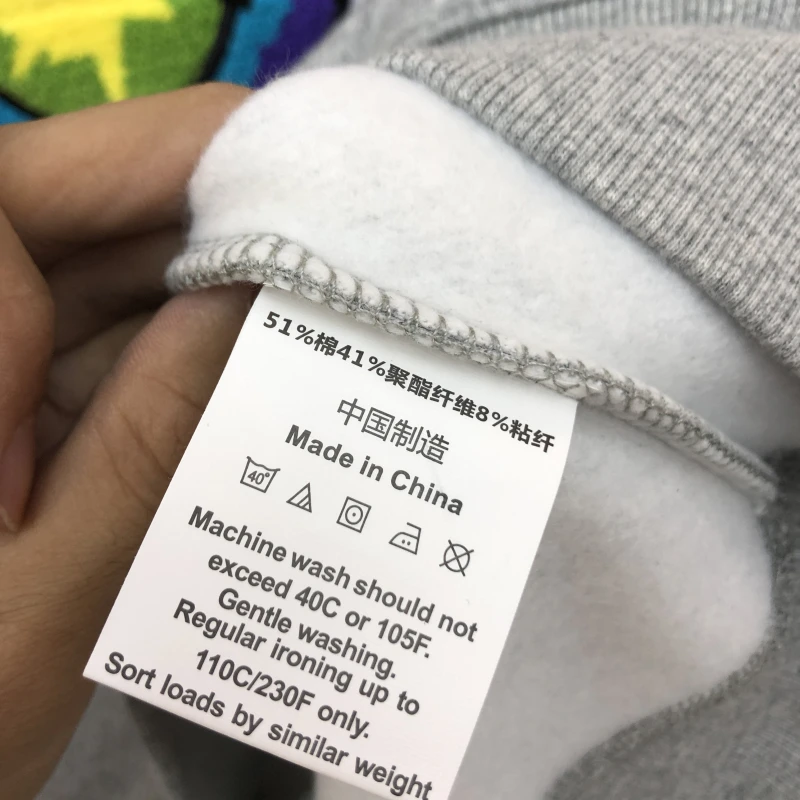 51%棉41%聚酯纤维8%粘纤
中国制造
Made in China
40°
Machine wash should not
exceed 40C or 105F.
Gentle washing.
Regular ironing up to
110C/230F only.
Sort loads by similar weight